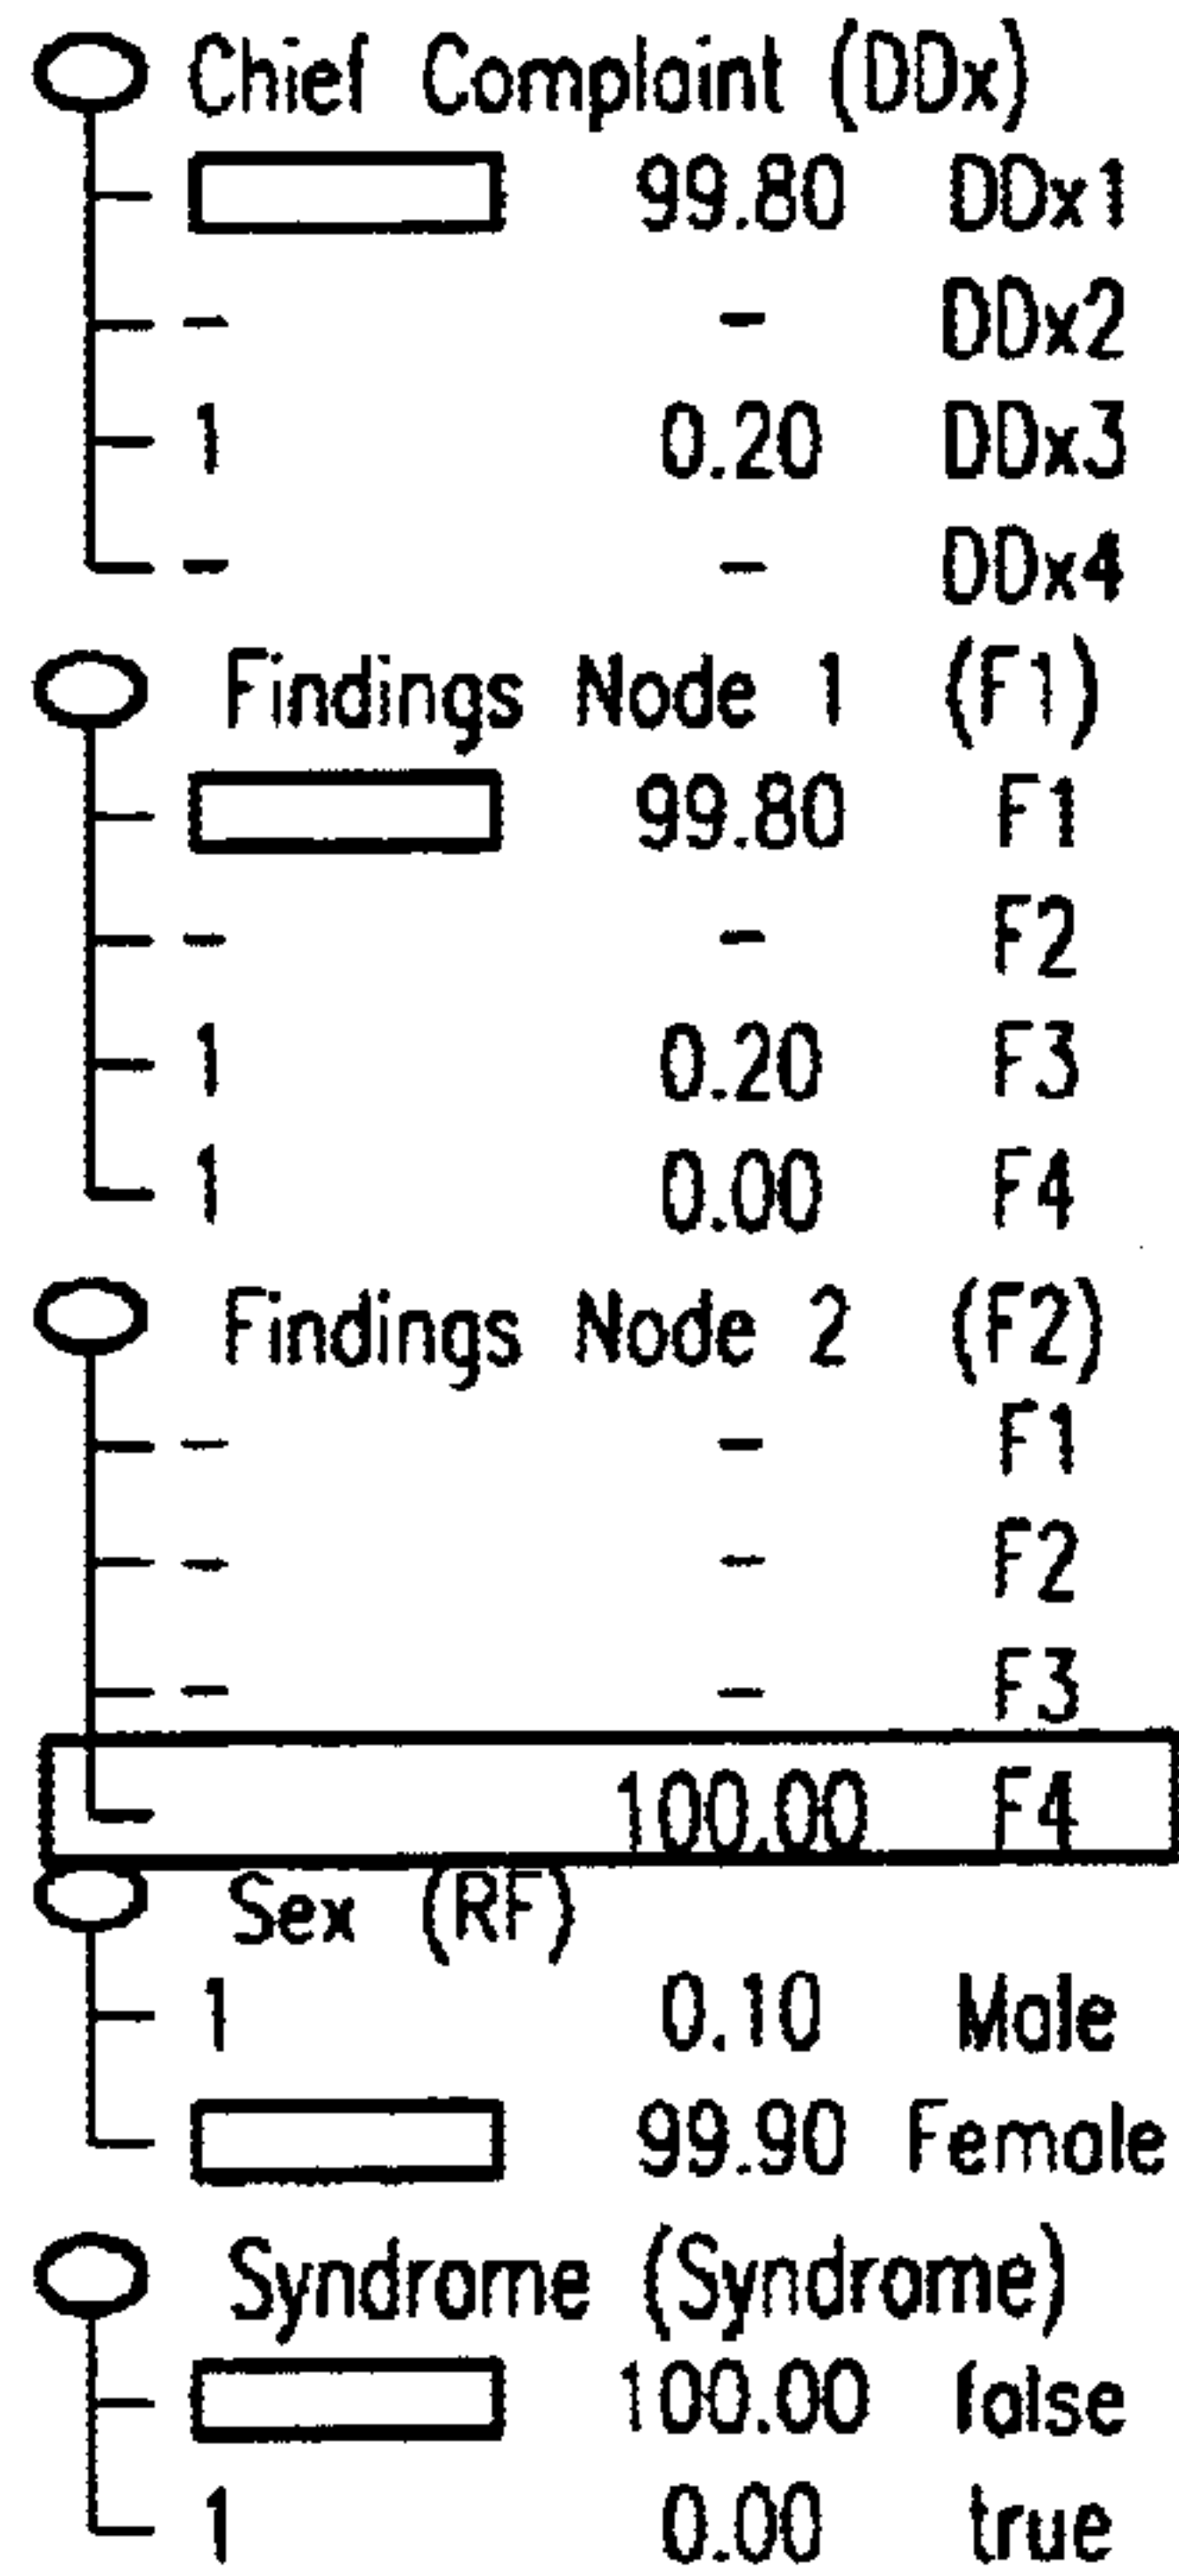 Chief Complaint (DDx)
99.80 DDx1
- - DDx2
1 0.20 DDx3
- - DDx4
Findings Node 1 (F1)
99.80 F1
- - F2
1 0.20 F3
1 0.00 F4
Findings Node 2 (F2)
- - F1
- - F2
- - F3
100.00 F4
Sex (RF)
1 0.10 Male
99.90 Female
Syndrome (Syndrome)
100.00 false
1 0.00 true